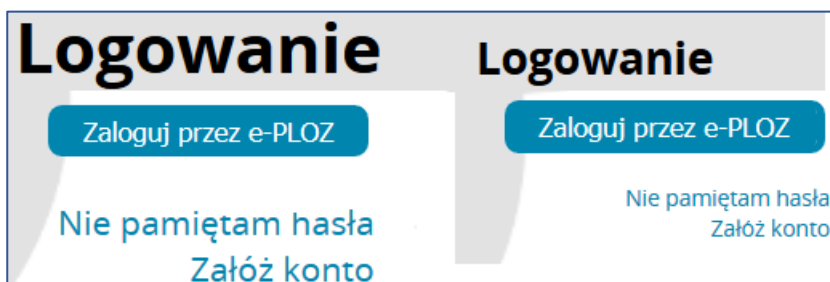 Logowanie
Zaloguj przez e-PLOZ
Nie pamiętam hasła
Załóż konto
Logowanie
Zaloguj przez e-PLOZ
Nie pamiętam hasła
Załóż konto